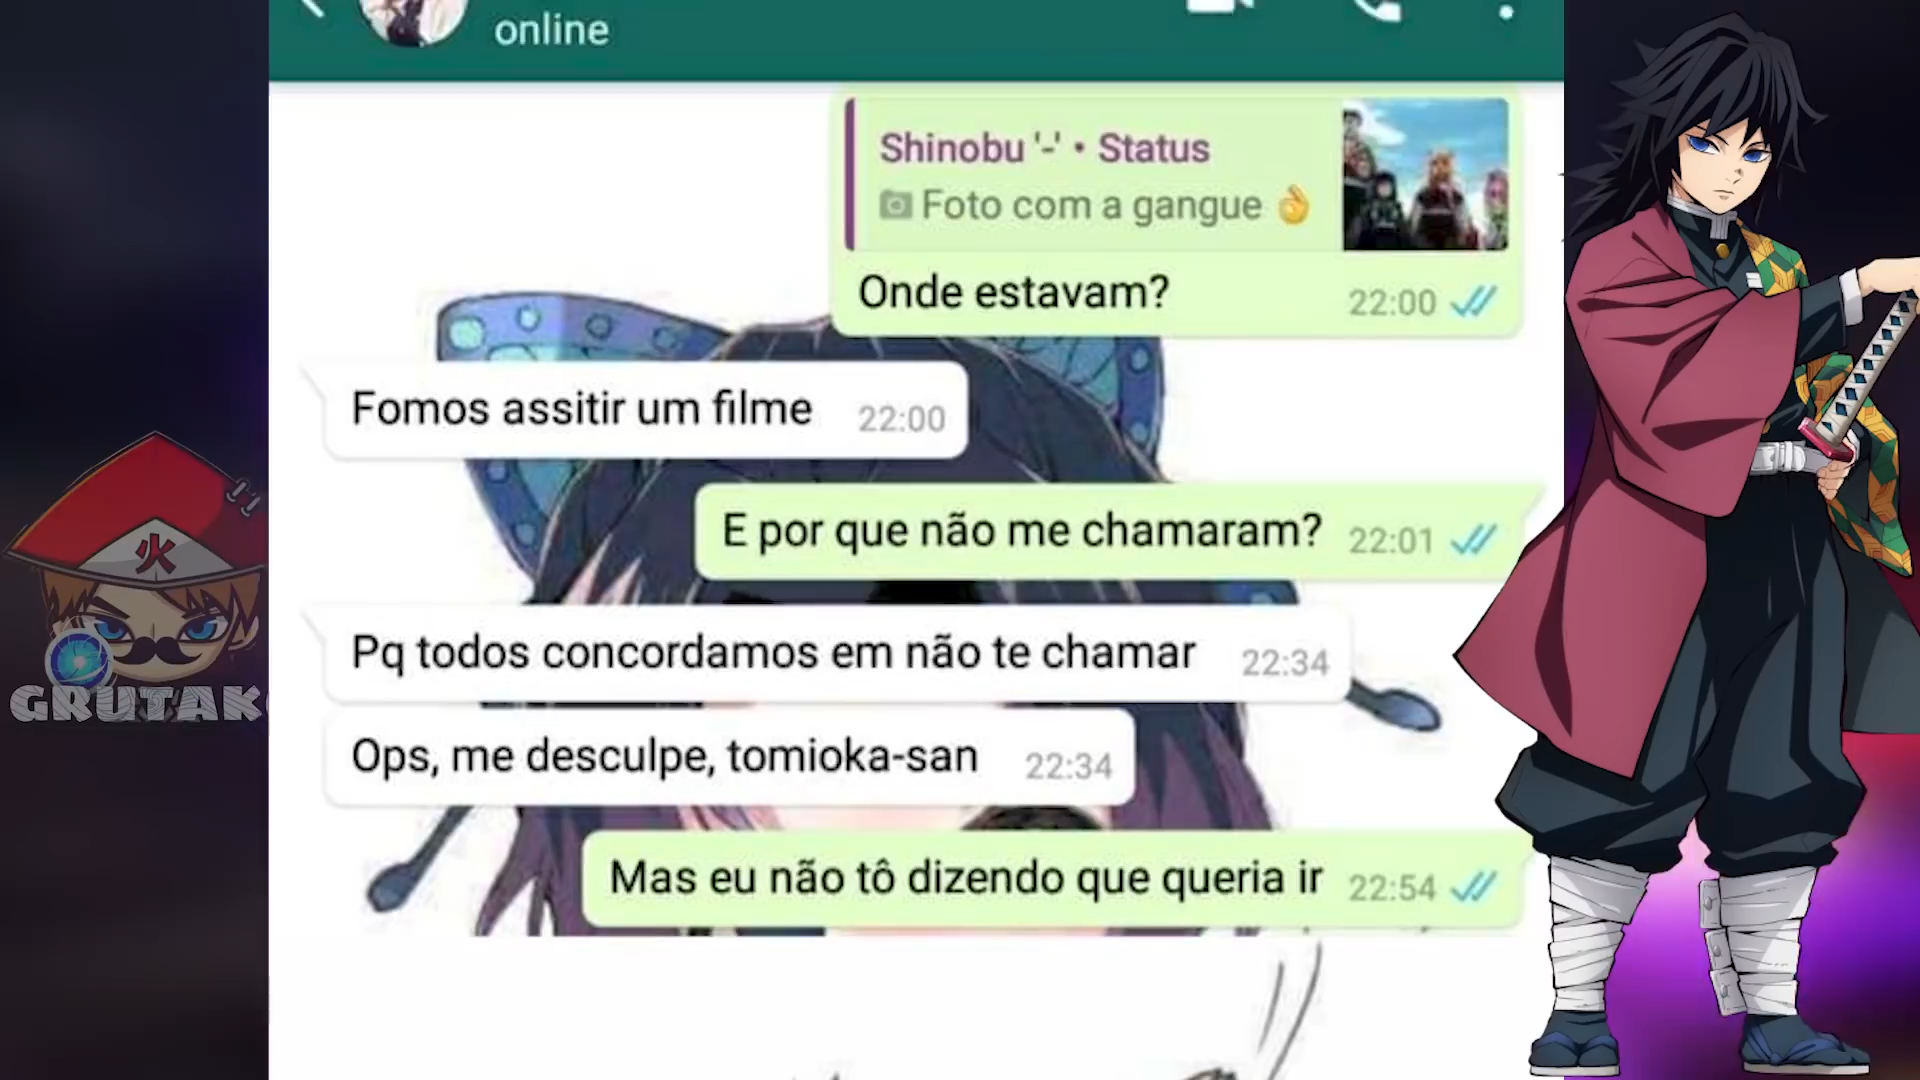 online
Shinobu '-' • Status
Foto com a gangue 👌
Onde estavam? 22:00
Fomos assitir um filme 22:00
E por que não me chamaram? 22:01
Pq todos concordamos em não te chamar 22:34
Ops, me desculpe, tomioka-san 22:34
Mas eu não tô dizendo que queria ir 22:54
火
GRUTAK